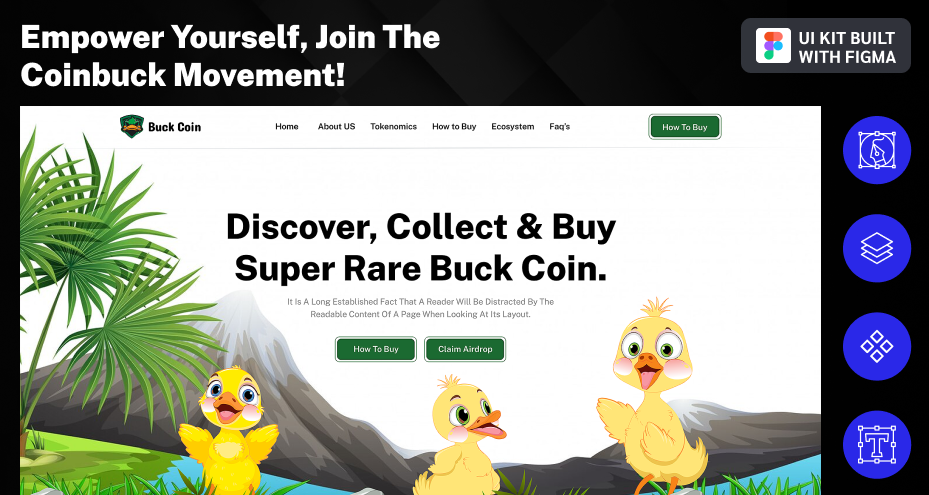 Empower Yourself, Join The
Coinbuck Movement!
UI KIT BUILT
WITH FIGMA
Buck Coin
Home
About US
Tokenomics
How to Buy
Ecosystem
Faq's
How To Buy
Discover, Collect & Buy
Super Rare Buck Coin.
It Is A Long Established Fact That A Reader Will Be Distracted By The
Readable Content Of A Page When Looking At Its Layout.
How To Buy
Claim Airdrop
T